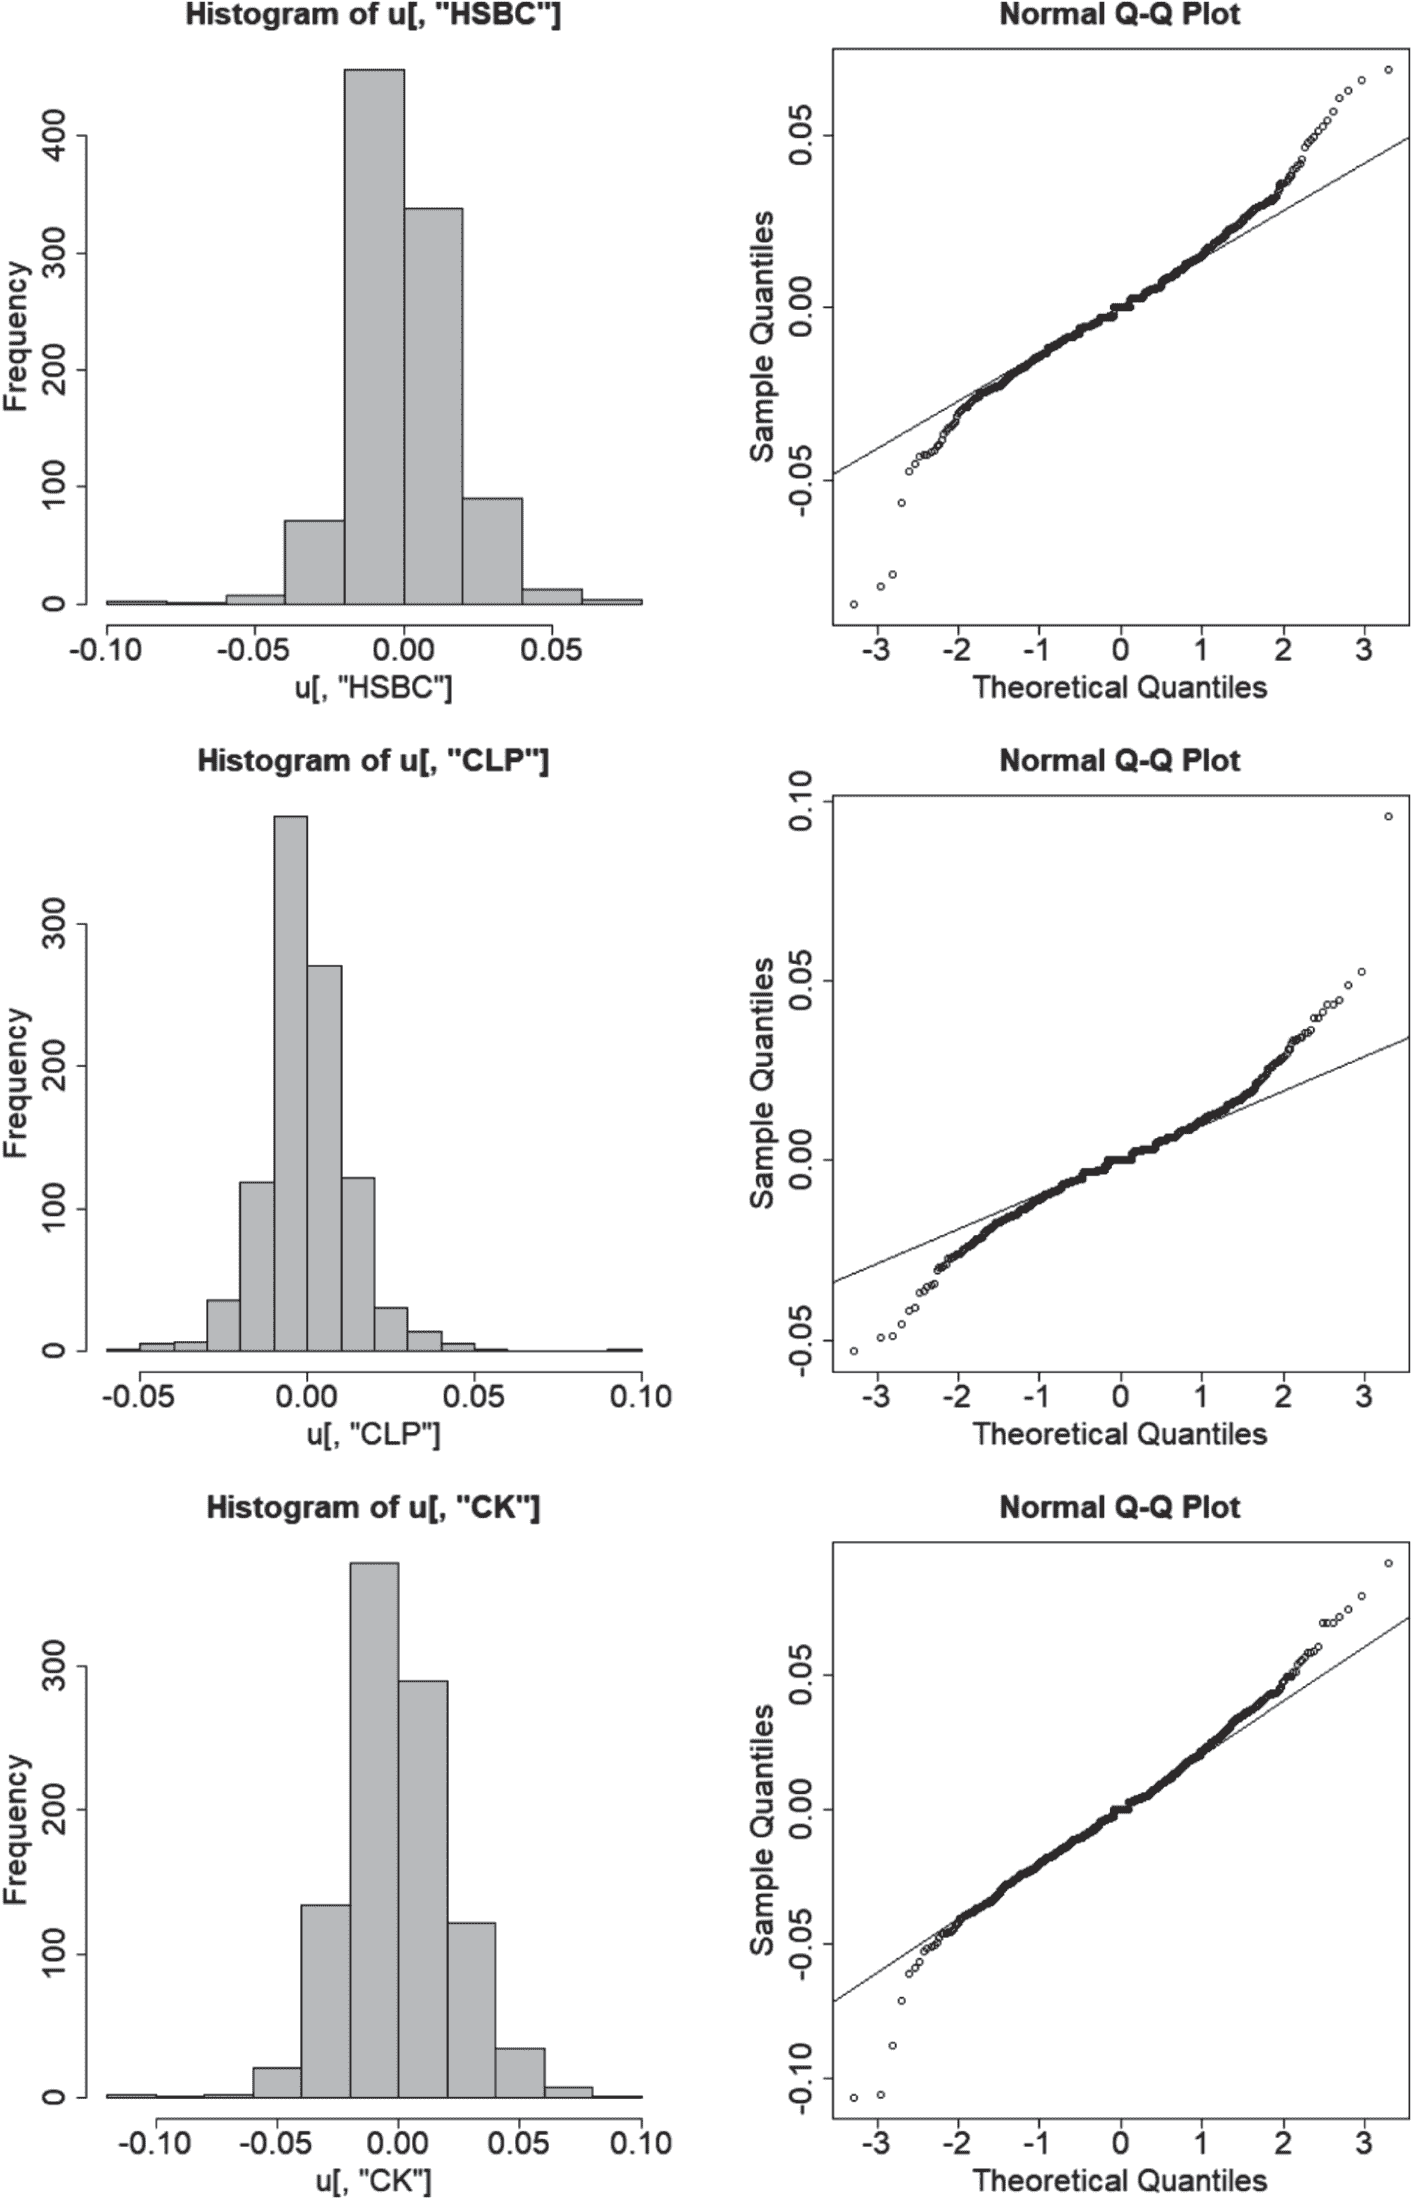 Histogram of u[, "HSBC"]
Frequency
400
300
200
100
0
-0.10 -0.05 0.00 0.05
u[, "HSBC"]
Normal Q-Q Plot
Sample Quantiles
0.05
0.00
-0.05
-3 -2 -1 0 1 2 3
Theoretical Quantiles
Histogram of u[, "CLP"]
Frequency
300
200
100
0
-0.05 0.00 0.05 0.10
u[, "CLP"]
Normal Q-Q Plot
Sample Quantiles
0.10
0.05
0.00
-0.05
-3 -2 -1 0 1 2 3
Theoretical Quantiles
Histogram of u[, "CK"]
Frequency
300
200
100
0
-0.10 -0.05 0.00 0.05 0.10
u[, "CK"]
Normal Q-Q Plot
Sample Quantiles
0.05
0.00
-0.05
-0.10
-3 -2 -1 0 1 2 3
Theoretical Quantiles